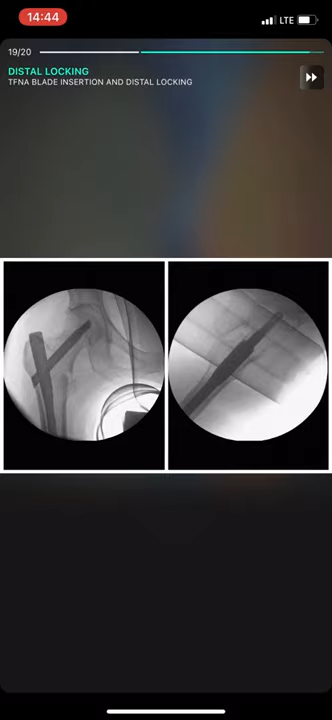 14:44
LTE
19/20
DISTAL LOCKING
TFNA BLADE INSERTION AND DISTAL LOCKING